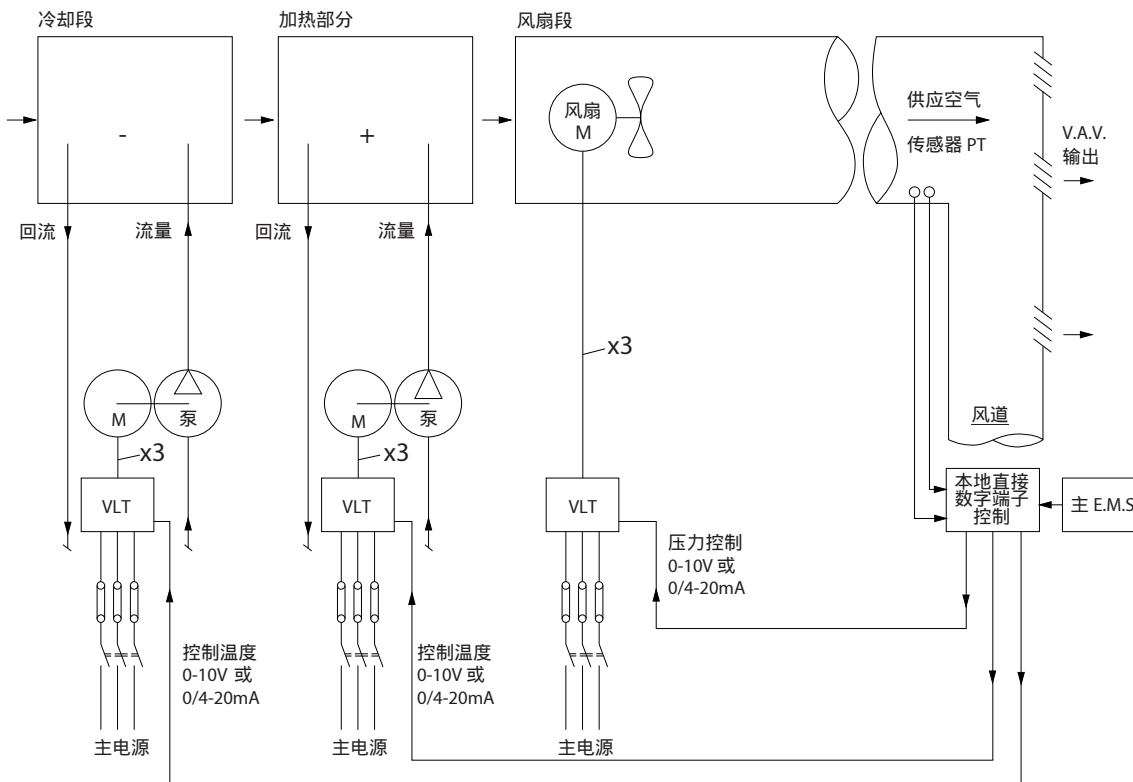 冷却段
加热部分
风扇段
-
+
风扇
M
供应空气
传感器 PT
V.A.V.
输出
回流
流量
回流
流量
x3
M
泵
M
泵
风道
x3
x3
VLT
VLT
VLT
本地直接
数字端子
控制
主 E.M.S
压力控制
0-10V 或
0/4-20mA
控制温度
0-10V 或
0/4-20mA
控制温度
0-10V 或
0/4-20mA
主电源
主电源
主电源